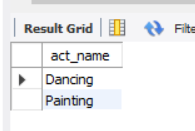 Result Grid Filte
act_name
Dancing
Painting